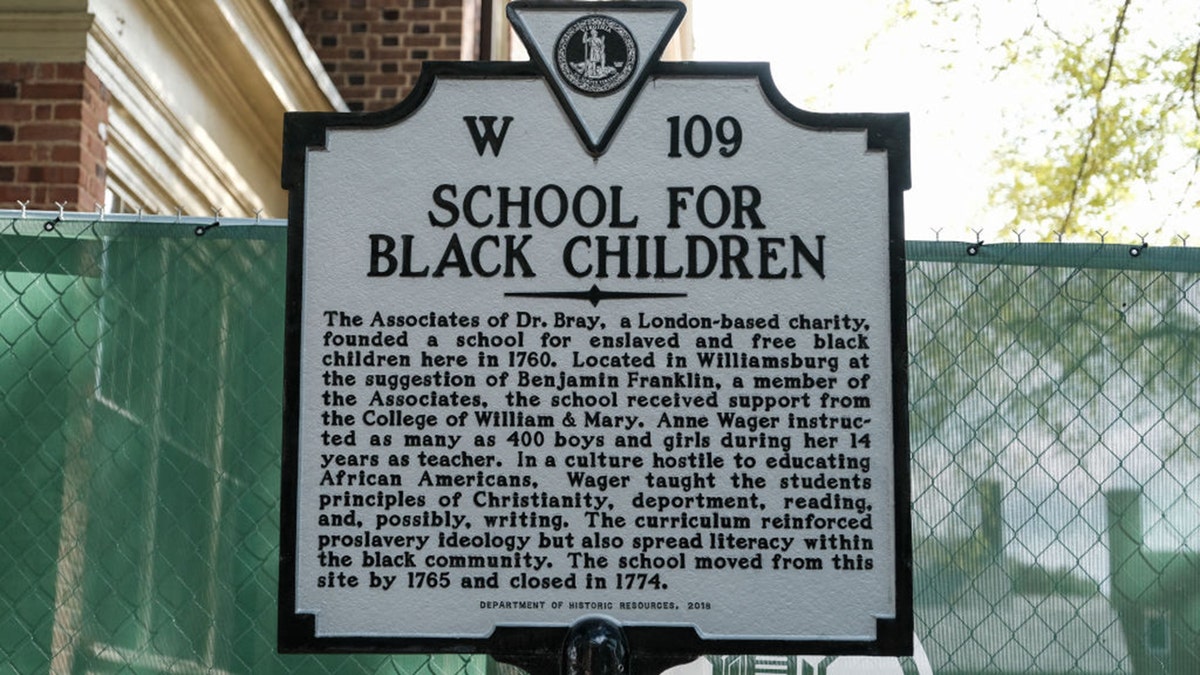 W 109
SCHOOL FOR
BLACK CHILDREN
The Associates of Dr. Bray, a London-based charity,
founded a school for enslaved and free black
children here in 1760. Located in Williamsburg at
the suggestion of Benjamin Franklin, a member of
the Associates, the school received support from
the College of William & Mary. Anne Wager instruc-
ted as many as 400 boys and girls during her 14
years as teacher. In a culture hostile to educating
African Americans, Wager taught the students
principles of Christianity, deportment, reading,
and, possibly, writing. The curriculum reinforced
proslavery ideology but also spread literacy within
the black community. The school moved from this
site by 1765 and closed in 1774.
DEPARTMENT OF HISTORIC RESOURCES, 2018